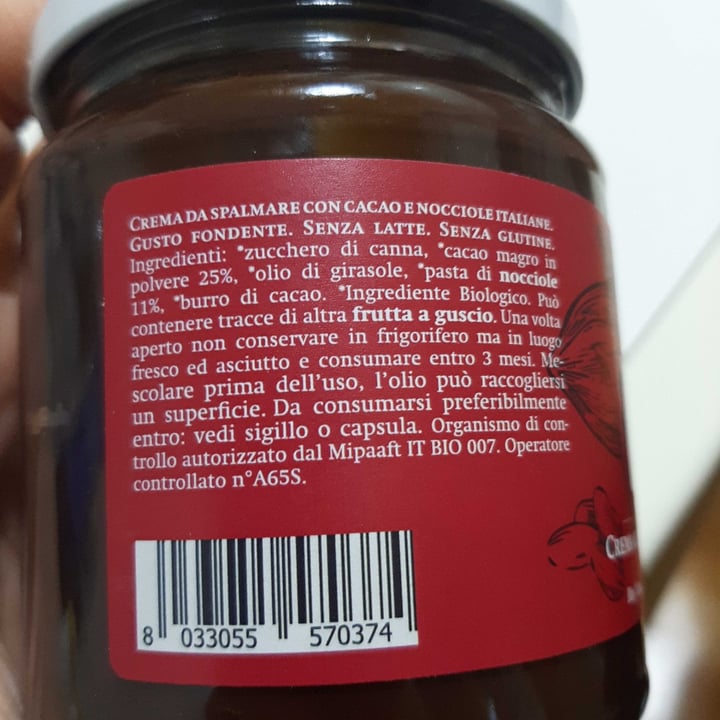 CREMA DA SPALMARE CON CACAO E NOCCIOLE ITALIANE.
GUSTO FONDENTE. SENZA LATTE. SENZA GLUTINE.
Ingredienti: *zucchero di canna, *cacao magro in
polvere 25%, *olio di girasole, *pasta di nocciole
11%, *burro di cacao. *Ingrediente Biologico. Può
contenere tracce di altra frutta a guscio. Una volta
aperto non conservare in frigorifero ma in luogo
fresco ed asciutto e consumare entro 3 mesi. Me-
scolare prima dell'uso, l'olio può raccogliersi
un superficie. Da consumarsi preferibilmente
entro: vedi sigillo o capsula. Organismo di con-
trollo autorizzato dal Mipaaft IT BIO 007. Operatore
controllato n°A65S.
8 033055 570374